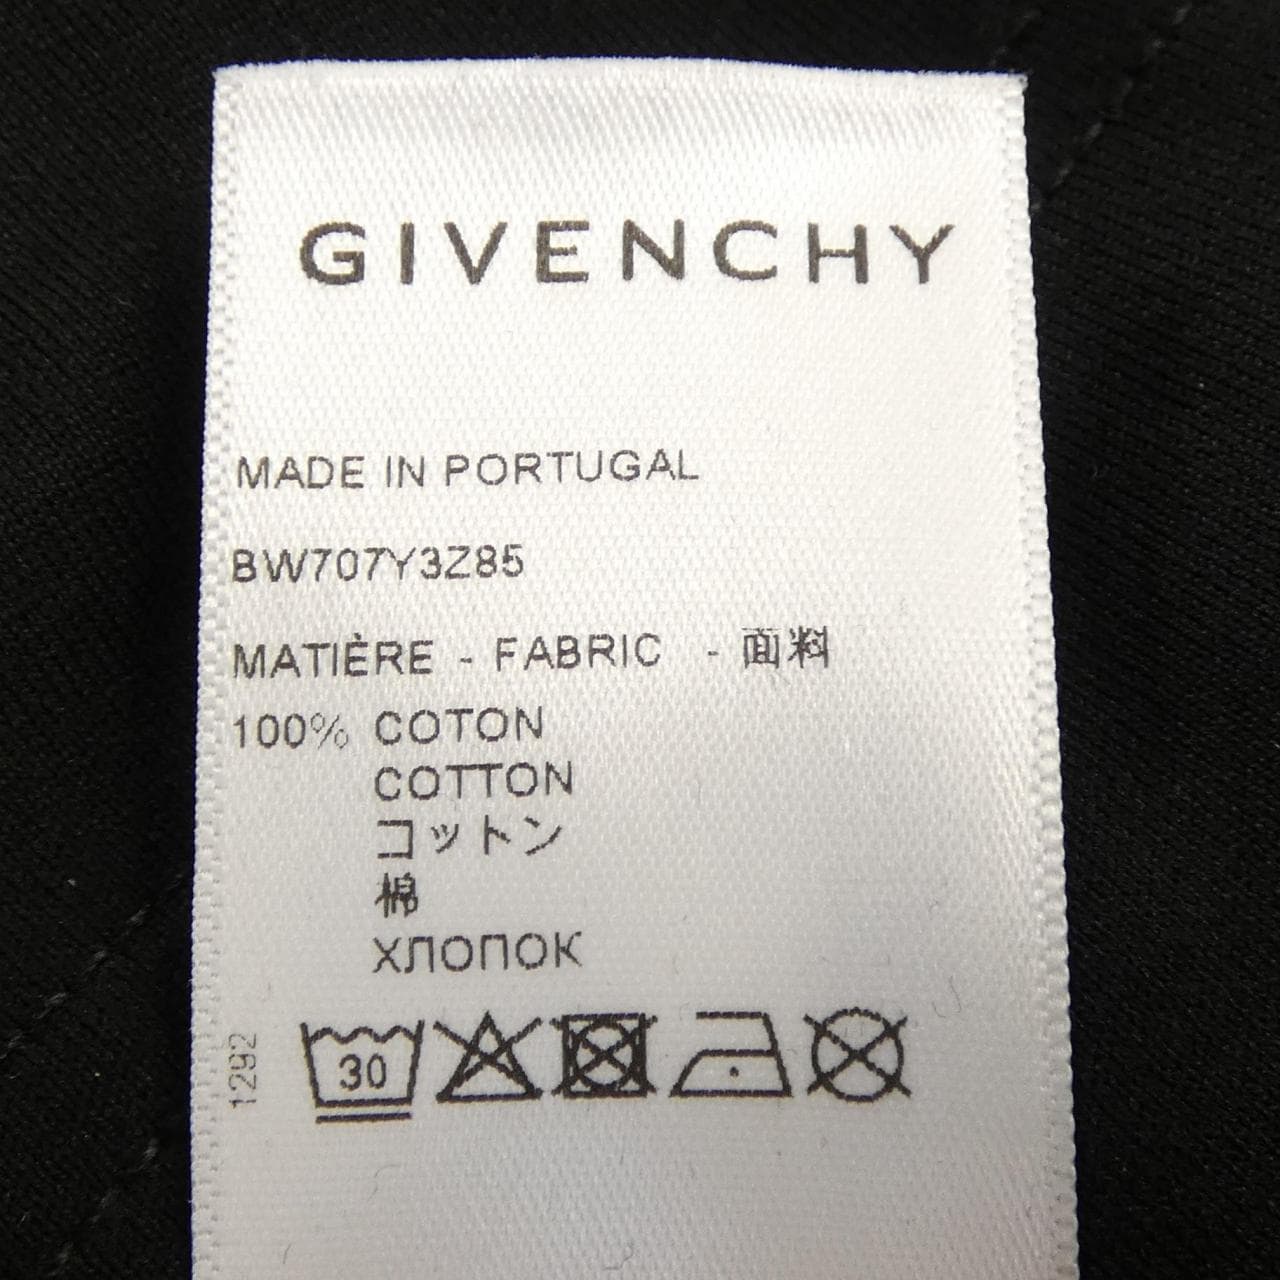 GIVENCHY
MADE IN PORTUGAL
BW707Y3Z85
MATIÈRE - FABRIC - 面料
100% COTON
COTTON
コットン
棉
ХЛОПОК
1292
30